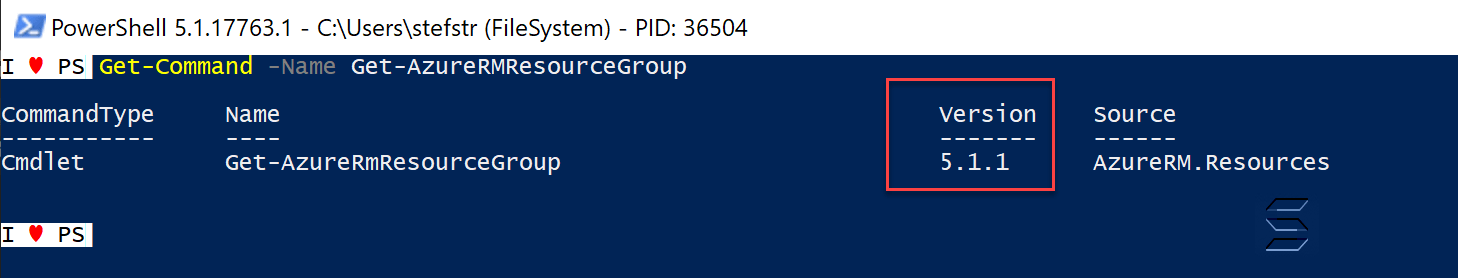 PowerShell 5.1.17763.1 - C:\Users\stefstr (FileSystem) - PID: 36504
I ♥ PS Get-Command -Name Get-AzureRMResourceGroup
CommandType Name Version Source
----------- ---- ------- ------
Cmdlet Get-AzureRmResourceGroup 5.1.1 AzureRM.Resources
I ♥ PS